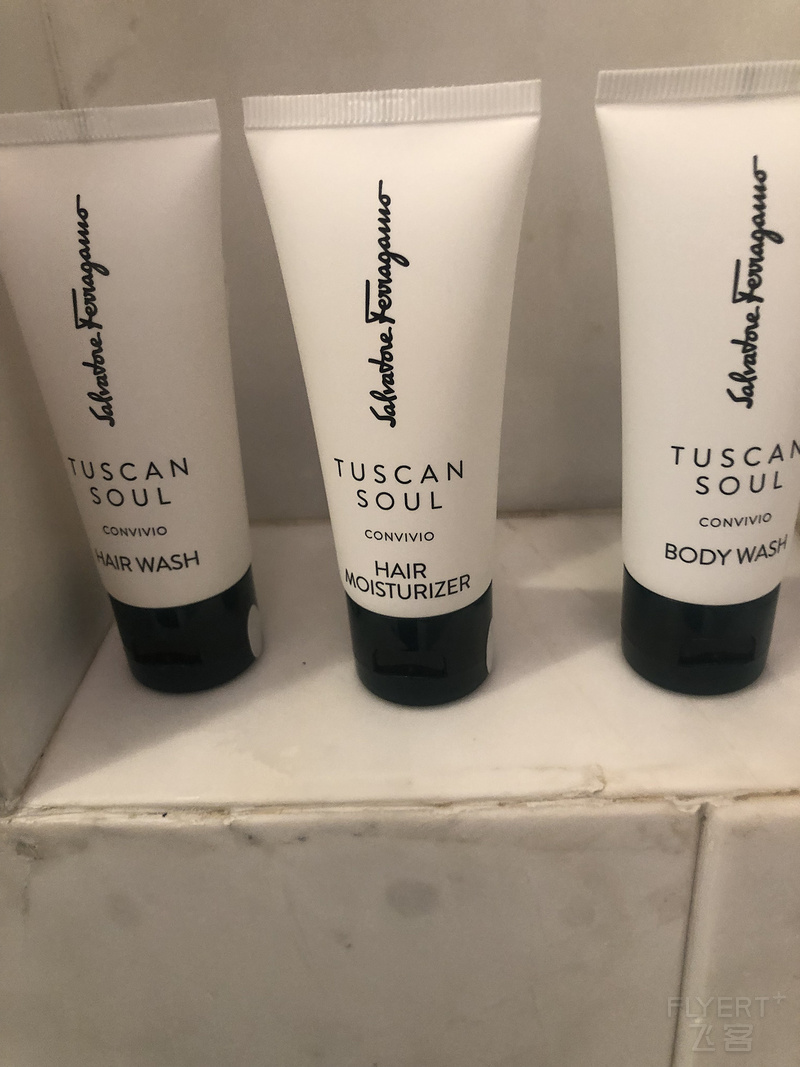 Salvatore Ferragamo
TUSCAN
SOUL
CONVIVIO
HAIR WASH
Salvatore Ferragamo
TUSCAN
SOUL
CONVIVIO
HAIR
MOISTURIZER
Salvatore Ferragamo
TUSCAN
SOUL
CONVIVIO
BODY WASH
FLYERT+
飞客